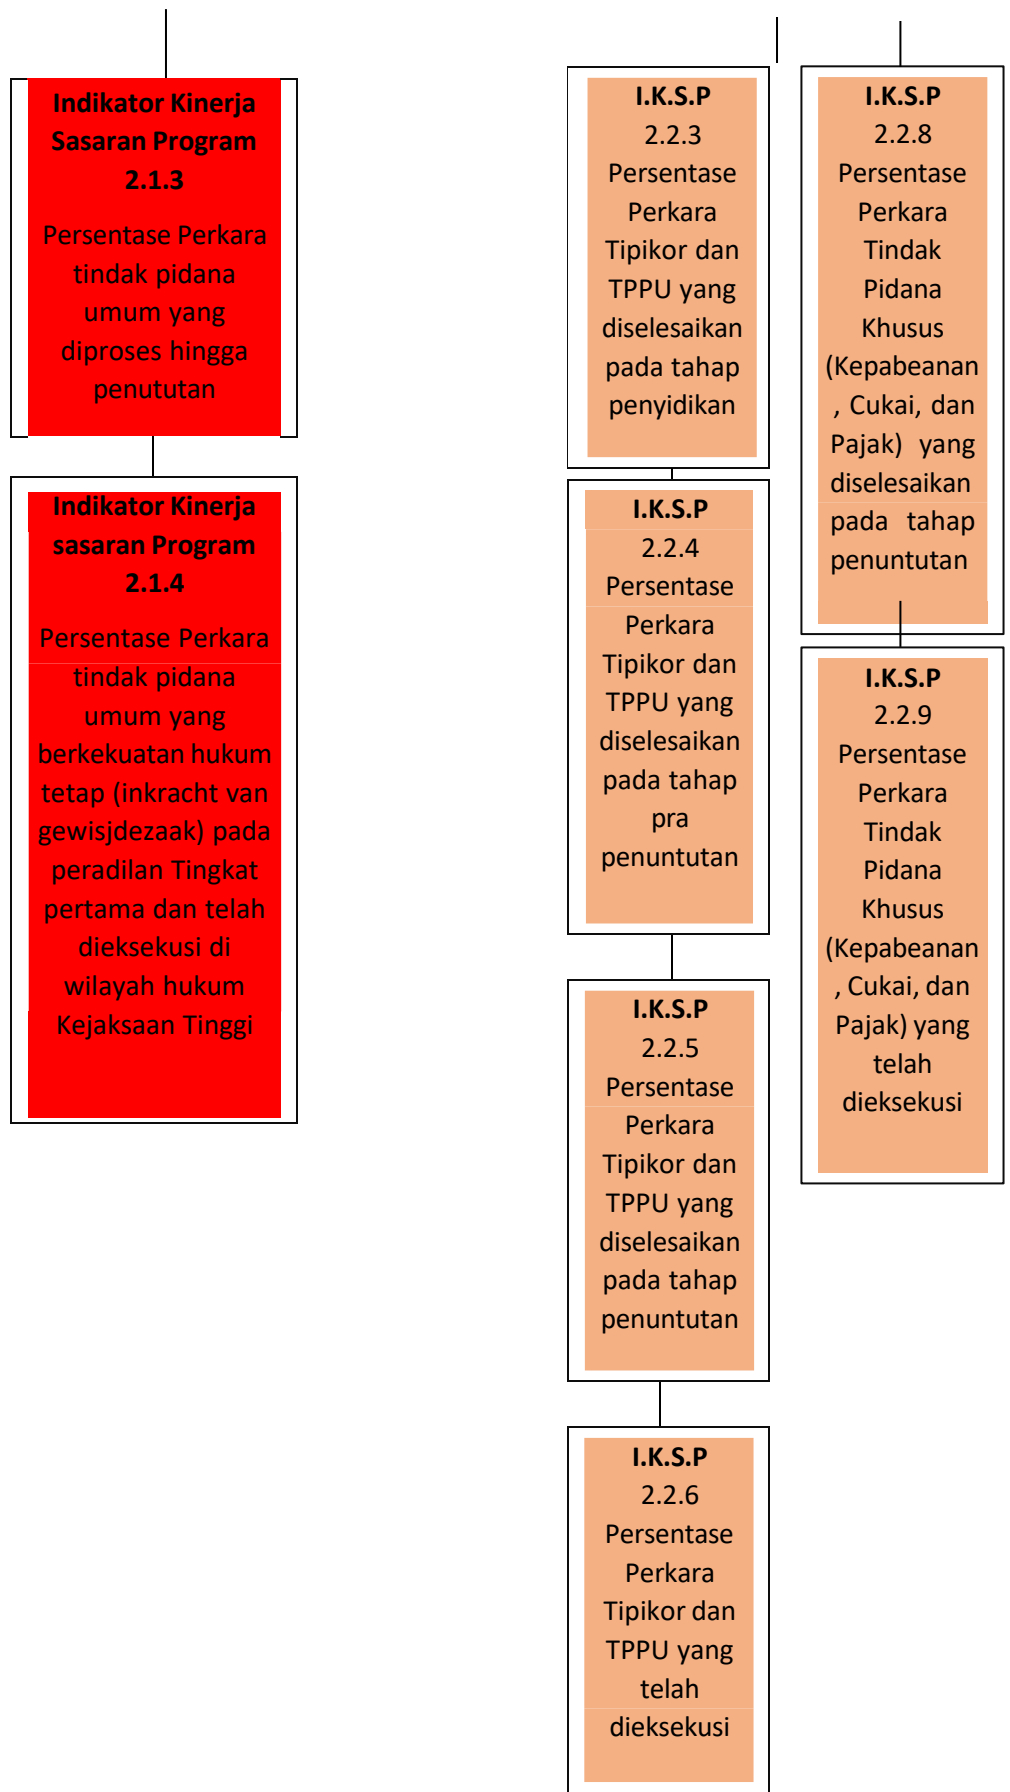 Indikator Kinerja
Sasaran Program
2.1.3
Persentase Perkara
tindak pidana
umum yang
diproses hingga
penututan
Indikator Kinerja
sasaran Program
2.1.4
Persentase Perkara
tindak pidana
umum yang
berkekuatan hukum
tetap (inkracht van
gewisjdezaak) pada
peradilan Tingkat
pertama dan telah
dieksekusi di
wilayah hukum
Kejaksaan Tinggi
I.K.S.P
2.2.3
Persentase
Perkara
Tipikor dan
TPPU yang
diselesaikan
pada tahap
penyidikan
I.K.S.P
2.2.4
Persentase
Perkara
Tipikor dan
TPPU yang
diselesaikan
pada tahap
pra
penuntutan
I.K.S.P
2.2.5
Persentase
Perkara
Tipikor dan
TPPU yang
diselesaikan
pada tahap
penuntutan
I.K.S.P
2.2.6
Persentase
Perkara
Tipikor dan
TPPU yang
telah
dieksekusi
I.K.S.P
2.2.8
Persentase
Perkara
Tindak
Pidana
Khusus
(Kepabeanan
, Cukai, dan
Pajak) yang
diselesaikan
pada tahap
penuntutan
I.K.S.P
2.2.9
Persentase
Perkara
Tindak
Pidana
Khusus
(Kepabeanan
, Cukai, dan
Pajak) yang
telah
dieksekusi